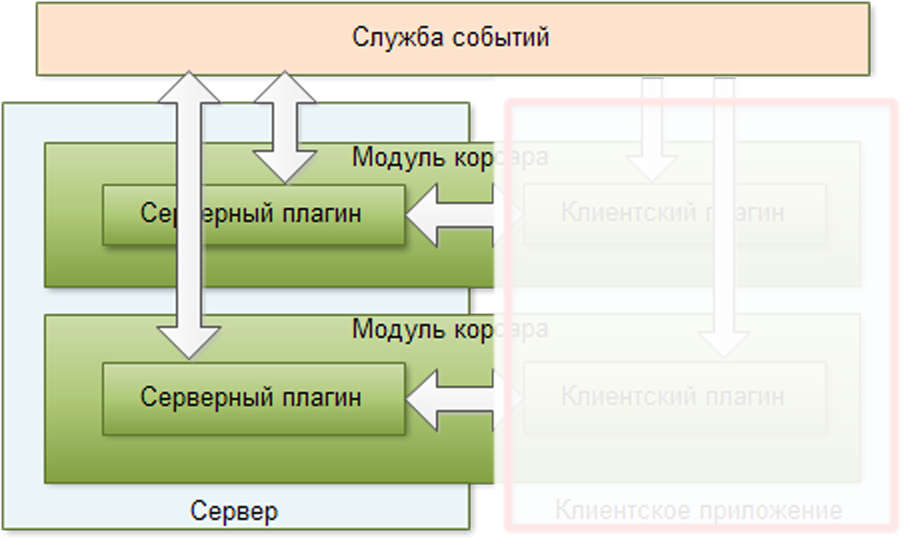 Служба событий
Модуль корсара
Серверный плагин
Клиентский плагин
Модуль корсара
Серверный плагин
Клиентский плагин
Сервер
Клиентское приложение